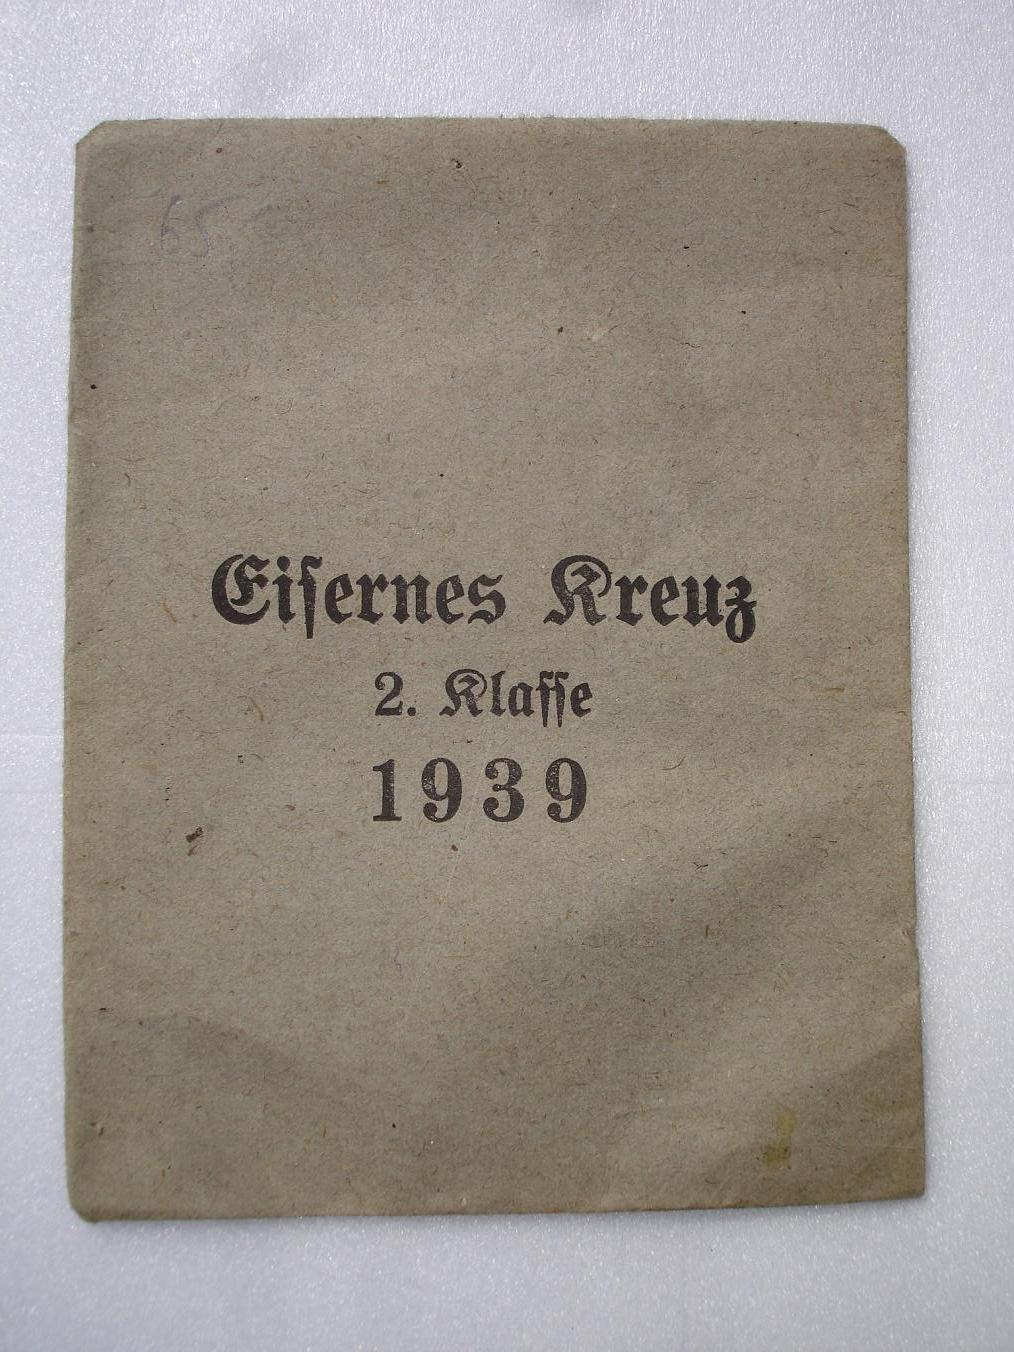 65
Eiſernes Kreuz
2. Klaſſe
1939